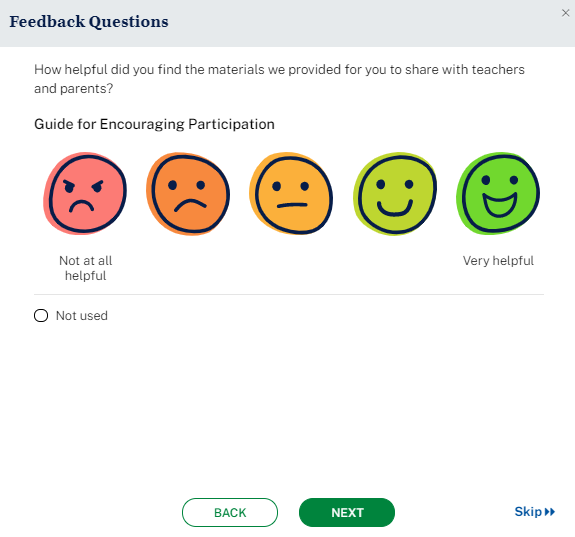 Feedback Questions
×
How helpful did you find the materials we provided for you to share with teachers
and parents?
Guide for Encouraging Participation
Not at all
helpful
Very helpful
Not used
BACK
NEXT
Skip